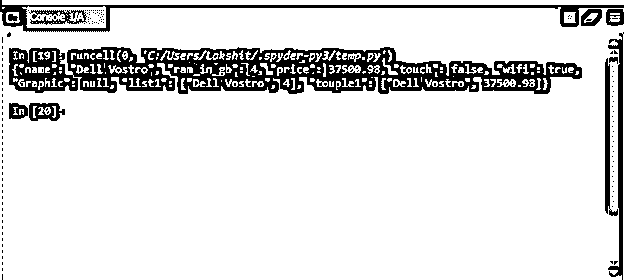 Console 1/A
In [19]: runcell(0, 'C:/Users/Lakshit/.spyder-py3/temp.py')
{"name": "Dell Vostro", "ram_in_gb": 4, "price": 37500.98, "touch": false, "wifi": true,
"Graphic": null, "list1": ["Dell Vostro", 4], "touple1": ["Dell Vostro", 37500.98]}
In [20]: